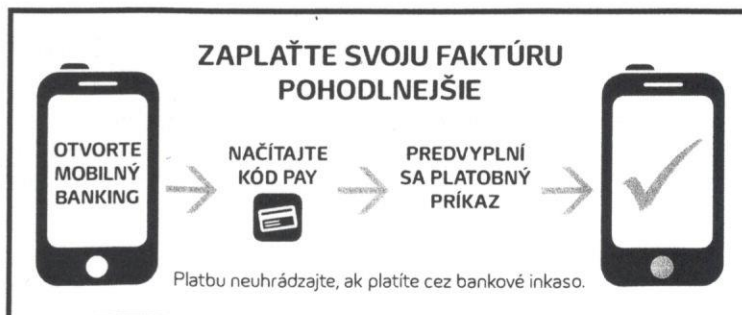 ZAPLAŤTE SVOJU FAKTÚRU
POHODLNEJŠIE
OTVORTE
MOBILNÝ
BANKING
NAČÍTAJTE
KÓD PAY
PREDVYPLNÍ
SA PLATOBNÝ
PRÍKAZ
Platbu neuhrádzajte, ak platíte cez bankové inkaso.